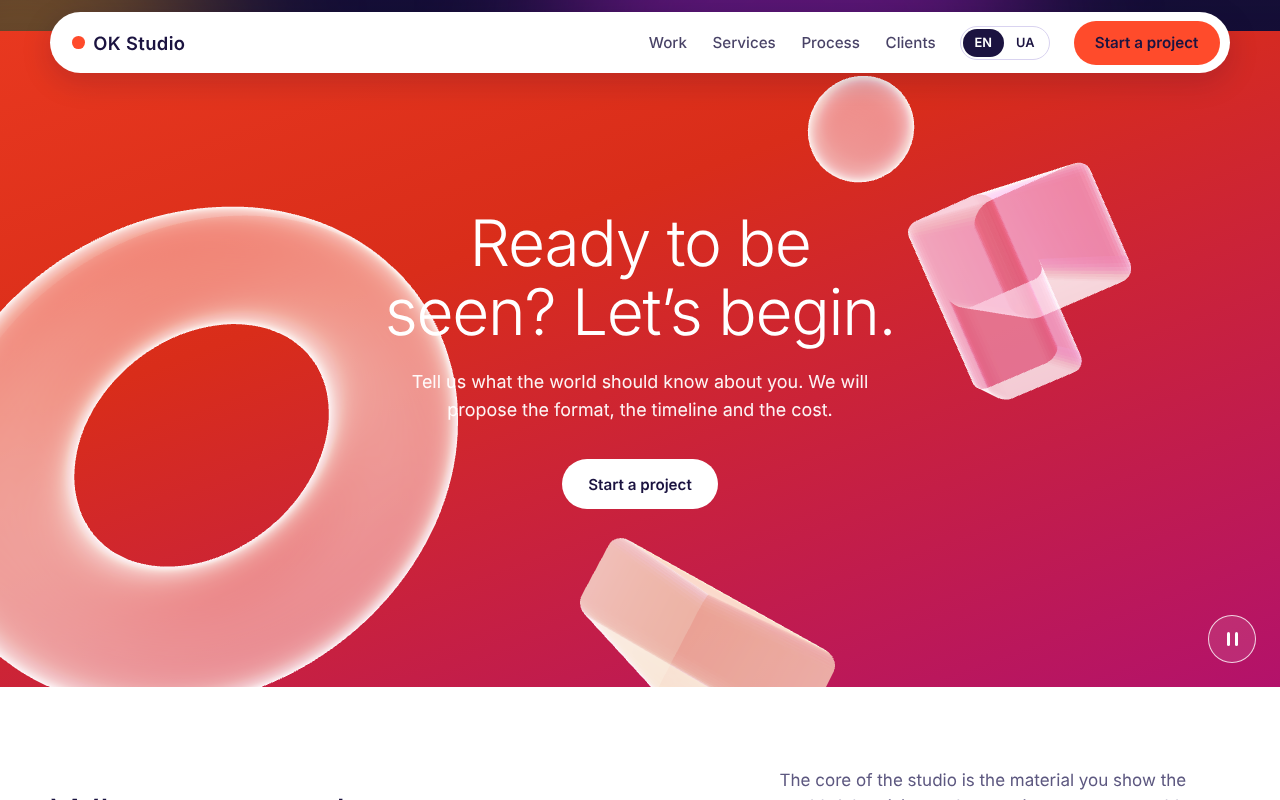 OK Studio
Work
Services
Process
Clients
EN
UA
Start a project
Ready to be
seen? Let’s begin.
Tell us what the world should know about you. We will
propose the format, the timeline and the cost.
Start a project
The core of the studio is the material you show the